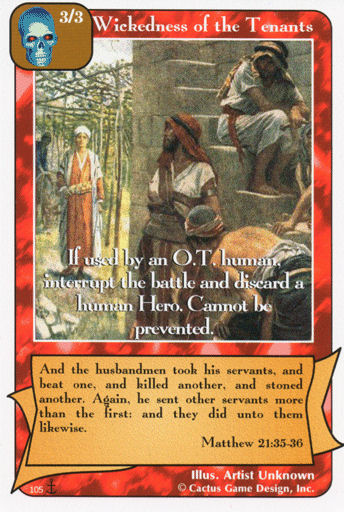 3/3 Wickedness of the Tenants
If used by an O.T. human,
interrupt the battle and discard a
human Hero. Cannot be
prevented.
And the husbandmen took his servants, and
beat one, and killed another, and stoned
another. Again, he sent other servants more
than the first: and they did unto them
likewise.
Matthew 21:35-36
Illus. Artist Unknown
105 © Cactus Game Design, Inc.